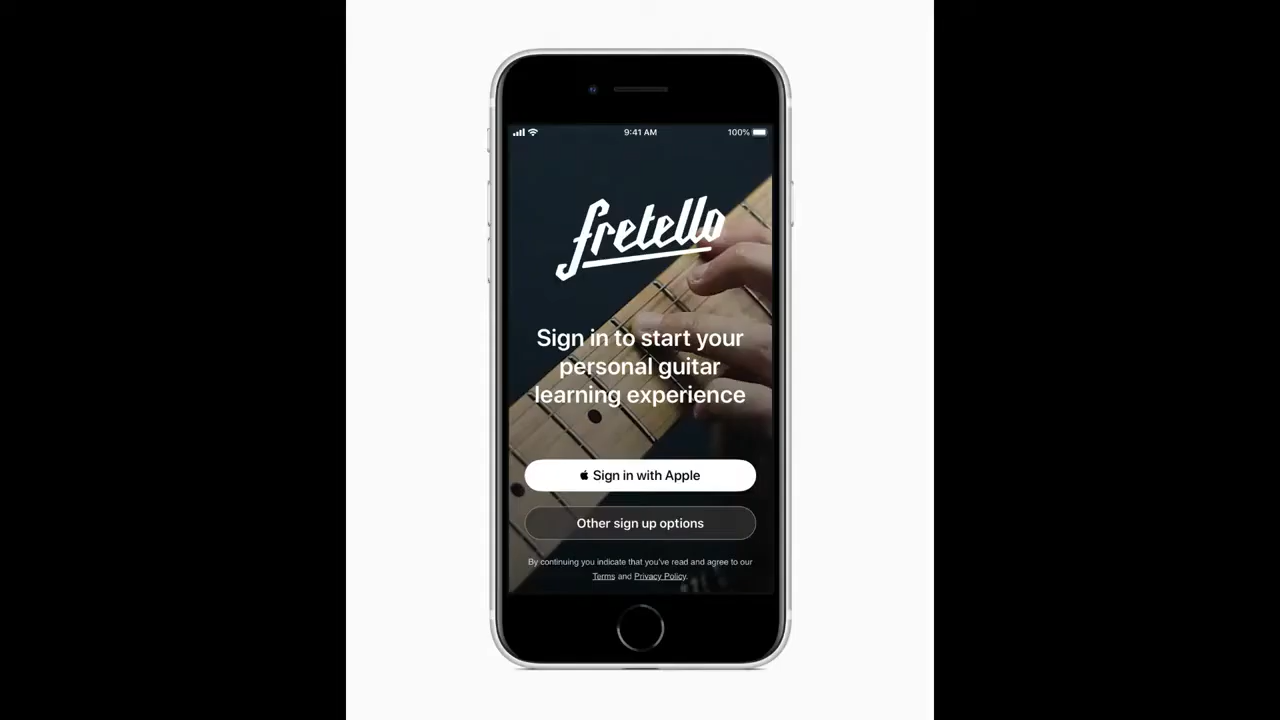 9:41 AM
100%
fretello
Sign in to start your
personal guitar
learning experience
Sign in with Apple
Other sign up options
By continuing you indicate that you've read and agree to our
Terms and Privacy Policy.